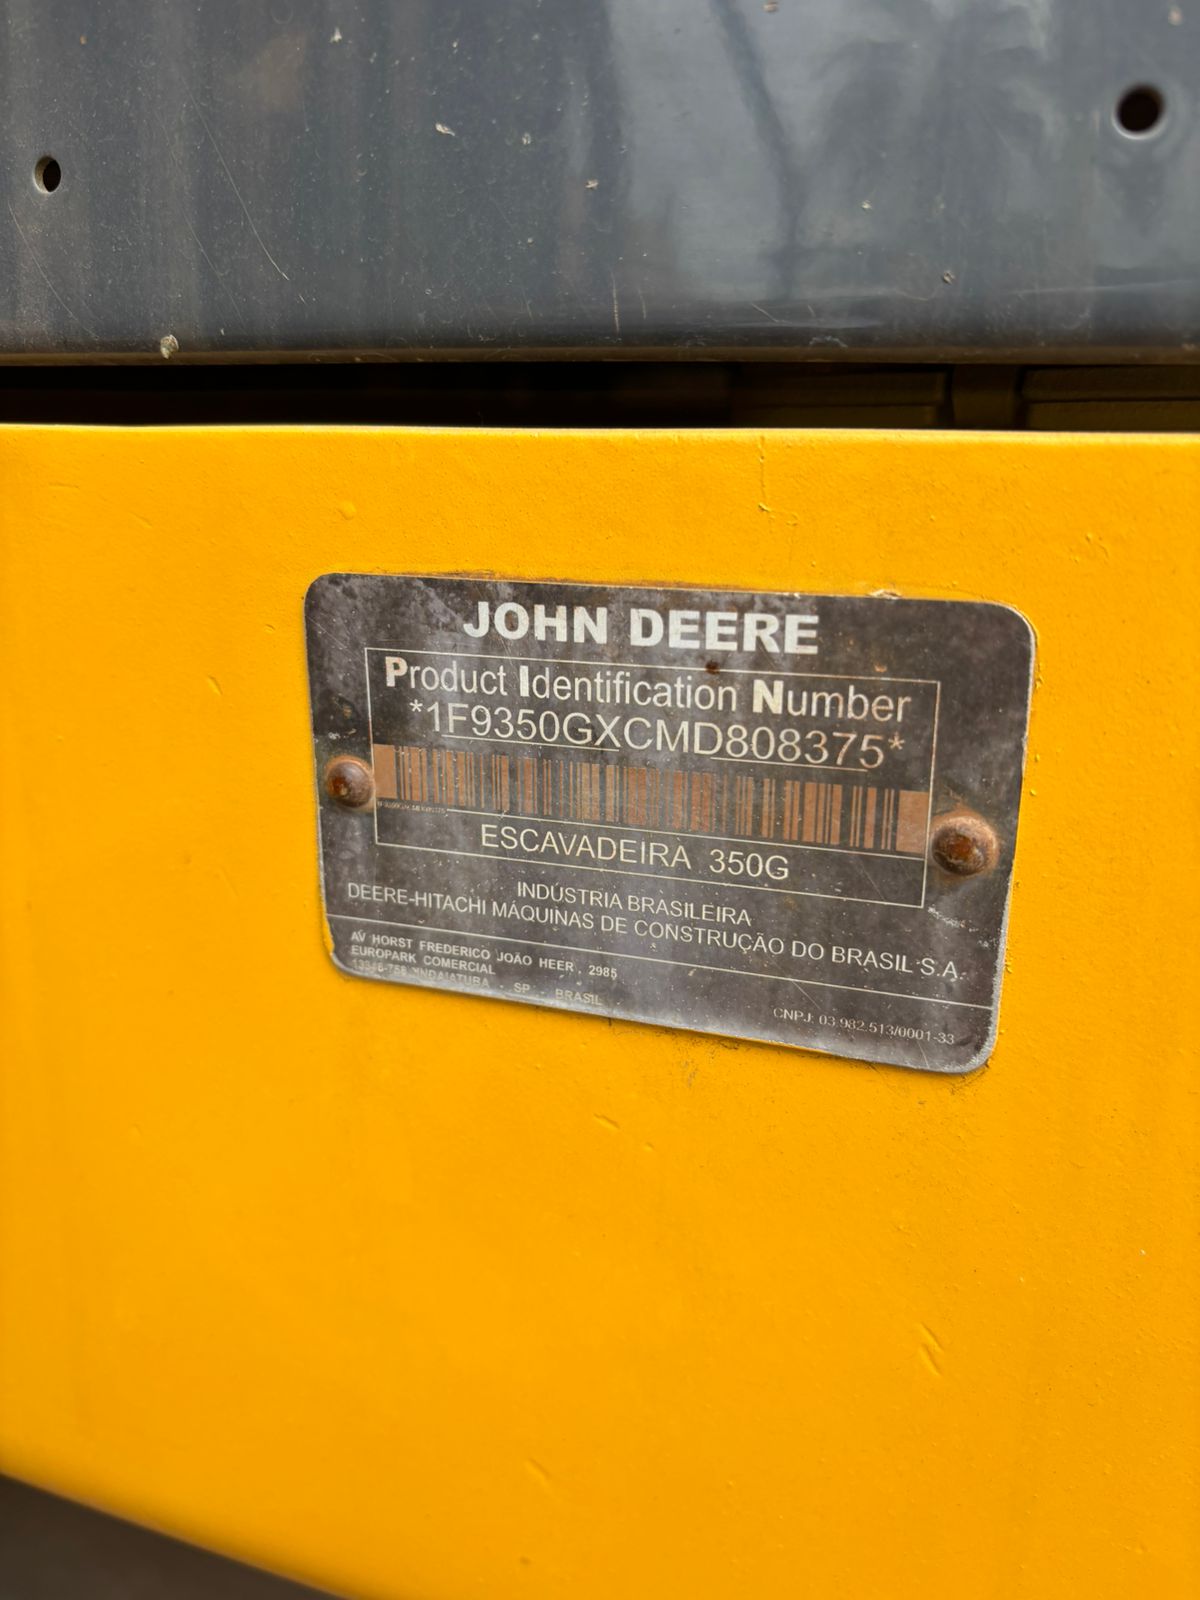 JOHN DEERE
Product Identification Number
*1F9350GXCMD808375*
ESCAVADEIRA 350G
INDÚSTRIA BRASILEIRA
DEERE-HITACHI MÁQUINAS DE CONSTRUÇÃO DO BRASIL S.A.
AV HORST FREDERICO JOÃO HEER , 2985
EUROPARK COMERCIAL
INDAIATUBA - SP - BRASIL
CNPJ: 03.982.513/0001-33